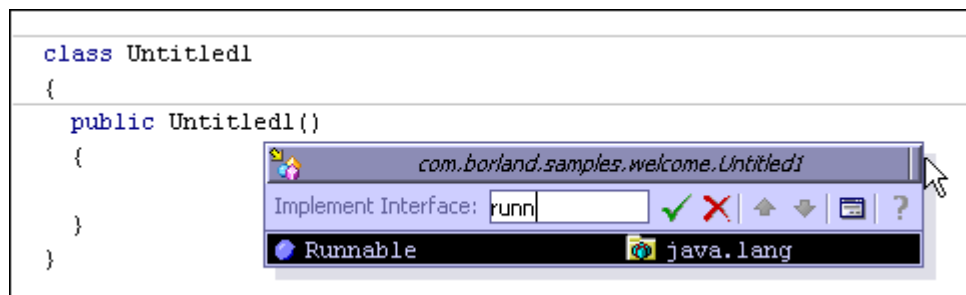 class Untitled1
{
public Untitled1()
{
com.borland.samples.welcome.Untitled1
Implement Interface: runn ?
}
Runnable java.lang
}